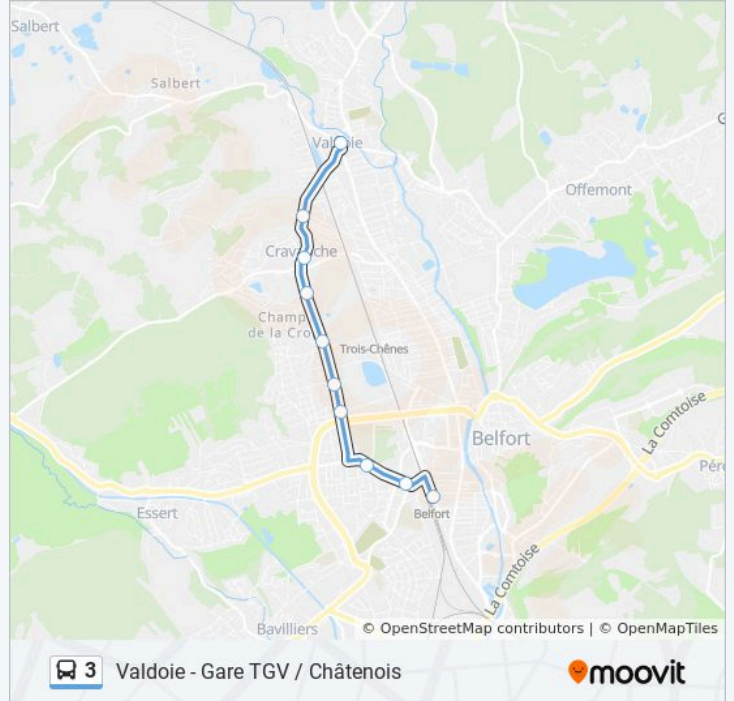 Salbert
Salbert
Valdoie
Offemont
Cravanche
Champ
de la Cro
Trois-Chênes
La Comtoise
Belfort
Pér
Essert
Belfort
La Comtoise
Bavilliers
© OpenStreetMap contributors | © OpenMapTiles
3 Valdoie - Gare TGV / Châtenois
moovit